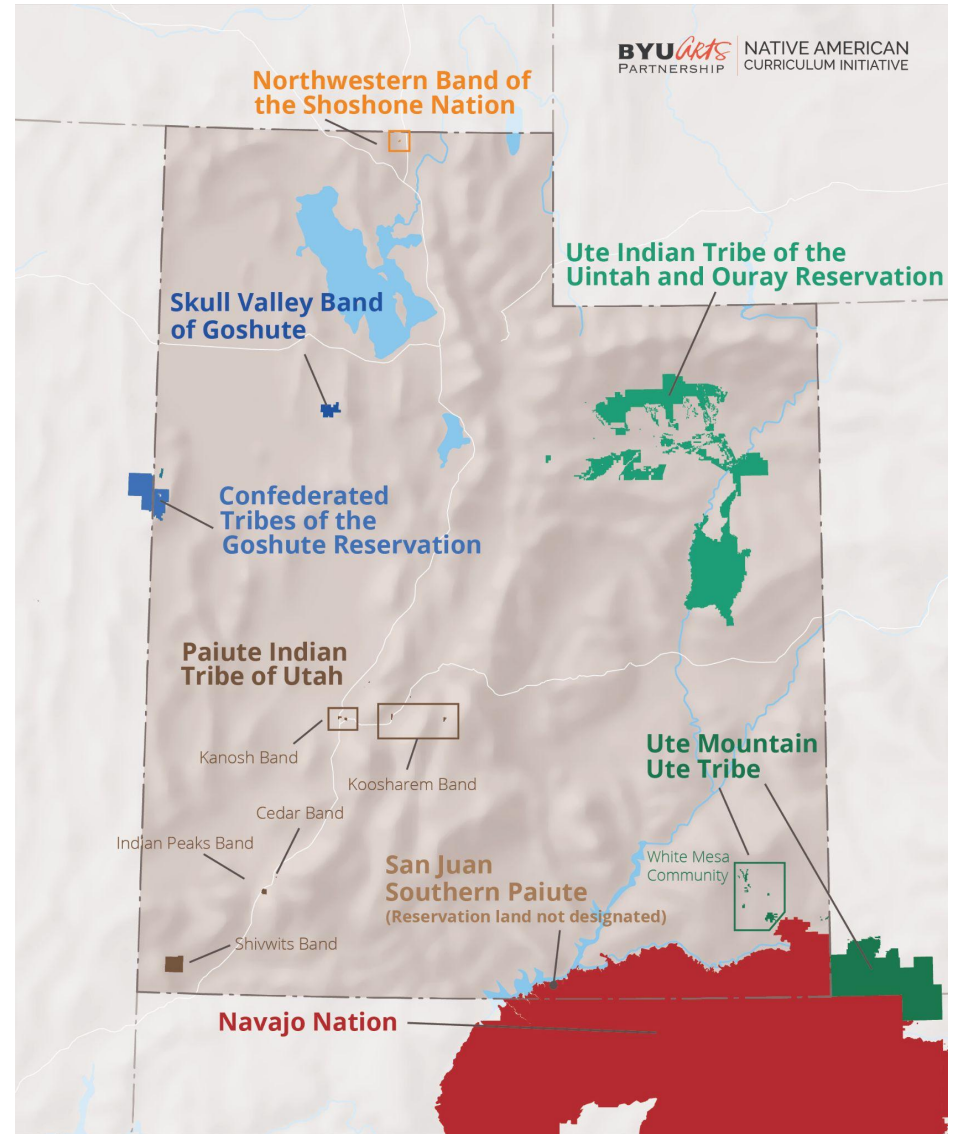 BYU arts
PARTNERSHIP
NATIVE AMERICAN
CURRICULUM INITIATIVE
Northwestern Band of
the Shoshone Nation
Ute Indian Tribe of the
Uintah and Ouray Reservation
Skull Valley Band
of Goshute
Confederated
Tribes of the
Goshute Reservation
Paiute Indian
Tribe of Utah
Kanosh Band
Koosharem Band
Ute Mountain
Ute Tribe
Cedar Band
Indian Peaks Band
White Mesa
Community
San Juan
Southern Paiute
(Reservation land not designated)
Shivwits Band
Navajo Nation